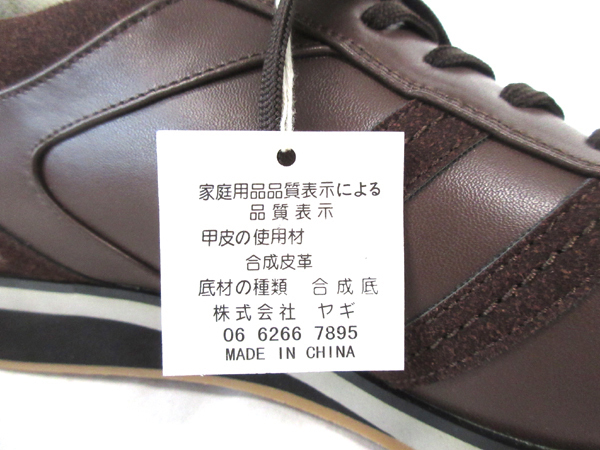 家庭用品品質表示による
品質表示
甲皮の使用材
合成皮革
底材の種類 合成底
株式会社 ヤギ
06 6266 7895
MADE IN CHINA